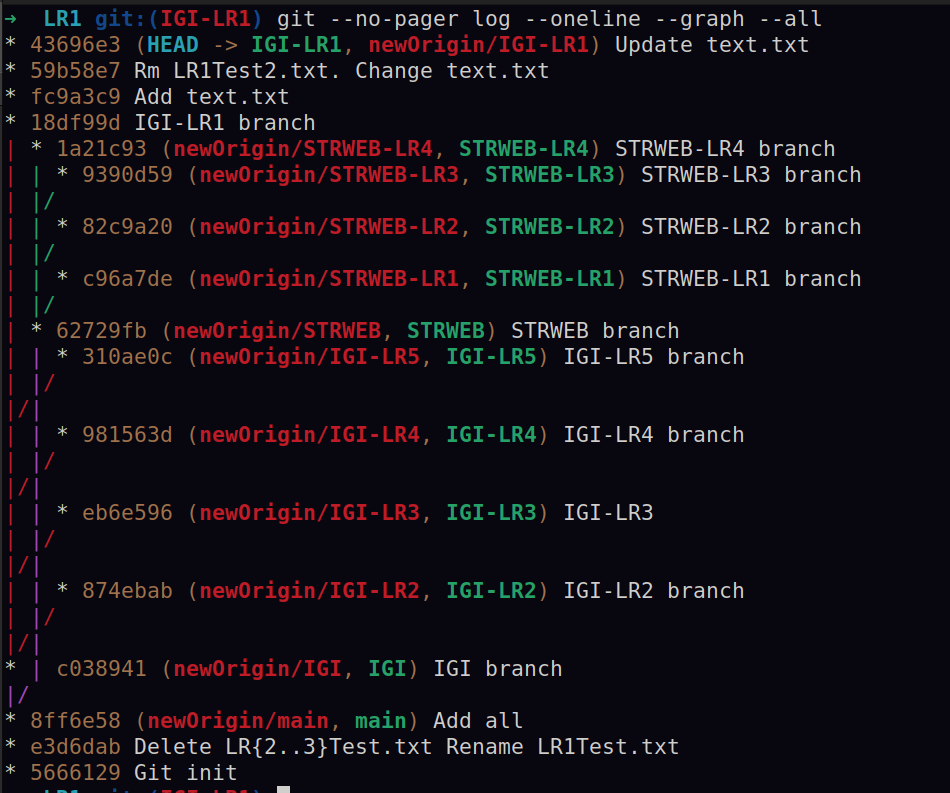 ➜  LR1 git:(IGI-LR1) git --no-pager log --oneline --graph --all
* 43696e3 (HEAD -> IGI-LR1, newOrigin/IGI-LR1) Update text.txt
* 59b58e7 Rm LR1Test2.txt. Change text.txt
* fc9a3c9 Add text.txt
* 18df99d IGI-LR1 branch
| * 1a21c93 (newOrigin/STRWEB-LR4, STRWEB-LR4) STRWEB-LR4 branch
| | * 9390d59 (newOrigin/STRWEB-LR3, STRWEB-LR3) STRWEB-LR3 branch
| |/
| | * 82c9a20 (newOrigin/STRWEB-LR2, STRWEB-LR2) STRWEB-LR2 branch
| |/
| | * c96a7de (newOrigin/STRWEB-LR1, STRWEB-LR1) STRWEB-LR1 branch
| |/
| * 62729fb (newOrigin/STRWEB, STRWEB) STRWEB branch
| | * 310ae0c (newOrigin/IGI-LR5, IGI-LR5) IGI-LR5 branch
| |/
|/|
| | * 981563d (newOrigin/IGI-LR4, IGI-LR4) IGI-LR4 branch
| |/
|/|
| | * eb6e596 (newOrigin/IGI-LR3, IGI-LR3) IGI-LR3
| |/
|/|
| | * 874ebab (newOrigin/IGI-LR2, IGI-LR2) IGI-LR2 branch
| |/
|/|
* | c038941 (newOrigin/IGI, IGI) IGI branch
|/
* 8ff6e58 (newOrigin/main, main) Add all
* e3d6dab Delete LR{2..3}Test.txt Rename LR1Test.txt
* 5666129 Git init
LR1 git:(IGI-LR1)